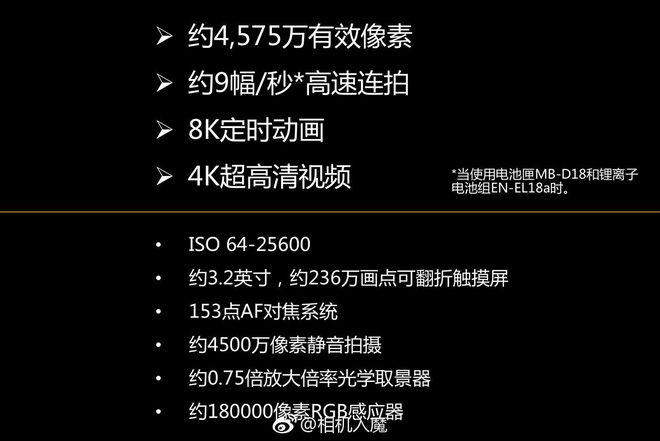 ➢ 约4,575万有效像素
➢ 约9幅/秒*高速连拍
➢ 8K定时动画
➢ 4K超高清视频
*当使用电池匣MB-D18和锂离子
电池组EN-EL18a时。
• ISO 64-25600
• 约3.2英寸，约236万画点可翻折触摸屏
• 153点AF对焦系统
• 约4500万像素静音拍摄
• 约0.75倍放大倍率光学取景器
• 约180000像素RGB感应器
@相机入魔